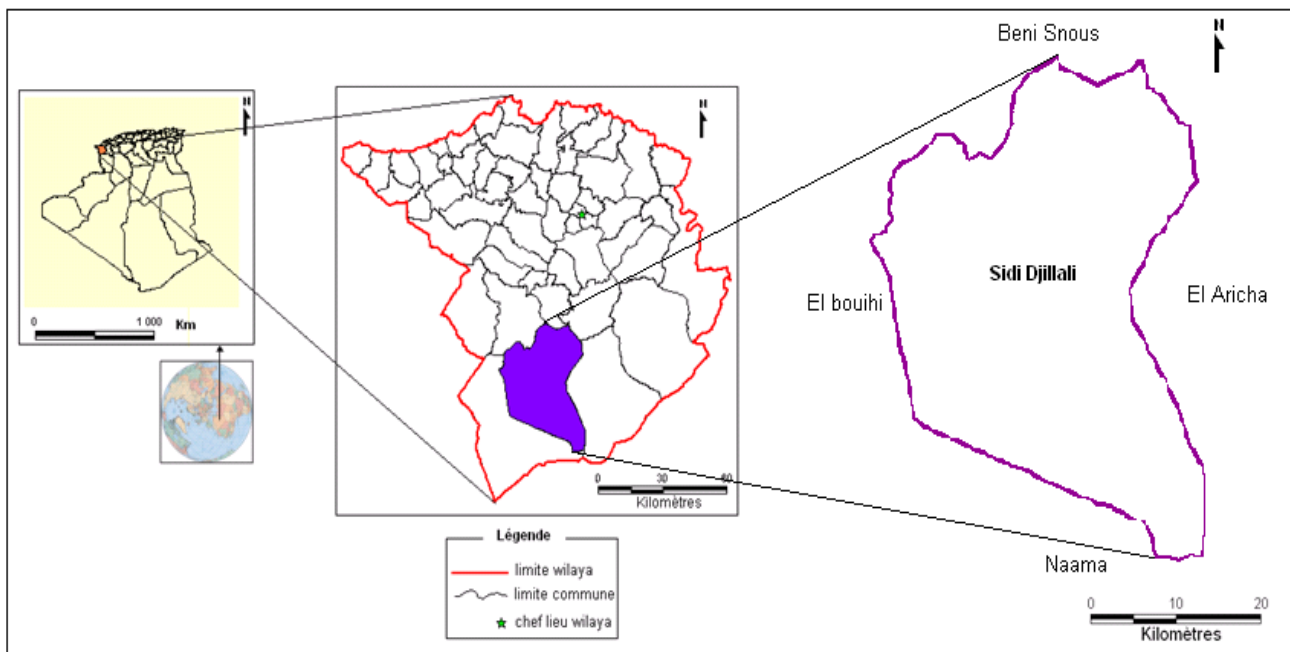 N
0 1 000 Km
N
0 30 60
Kilomètres
Légende
limite wilaya
limite commune
chef lieu wilaya
Beni Snous
N
Sidi Djillali
El bouihi
El Aricha
Naama
0 10 20
Kilomètres